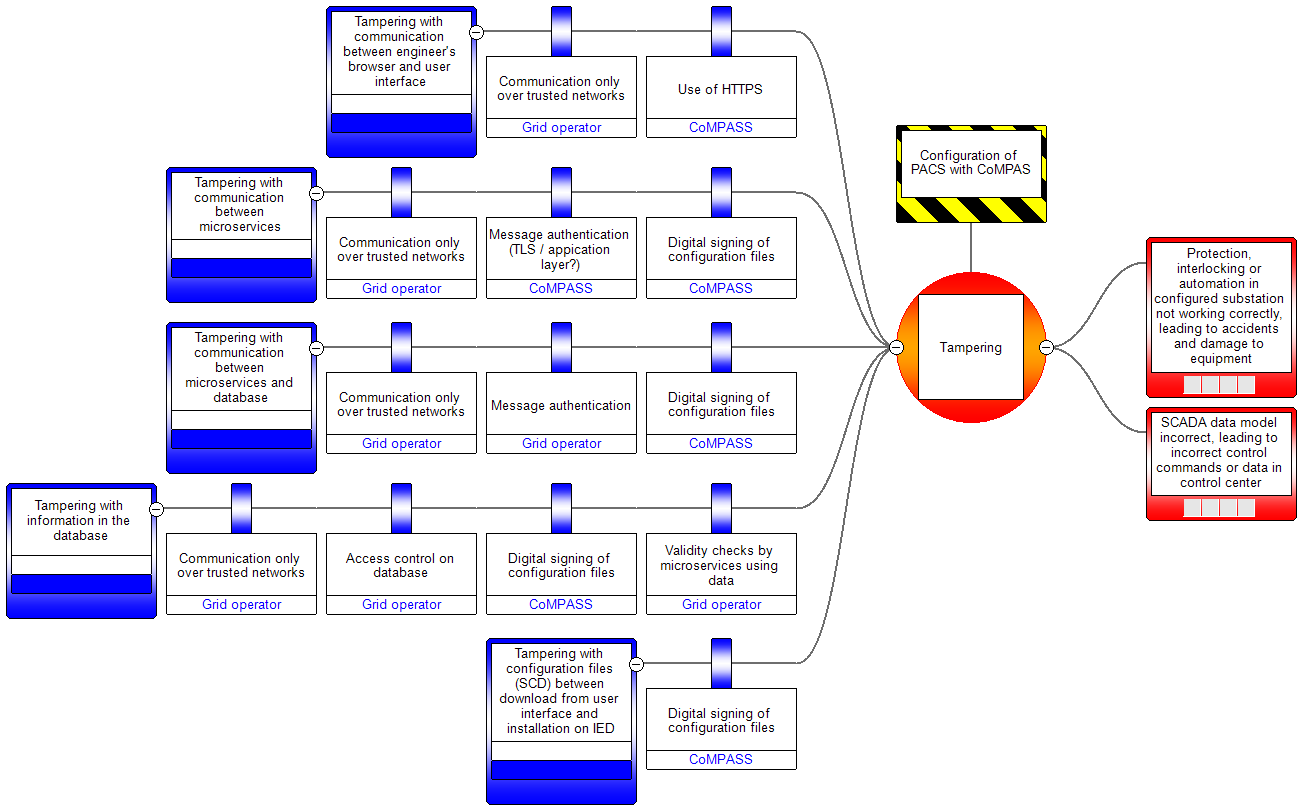 Tampering with
communication
between engineer's
browser and user
interface
Communication only
over trusted networks
Grid operator
Use of HTTPS
CoMPASS
Tampering with
communication
between
microservices
Communication only
over trusted networks
Grid operator
Message authentication
(TLS / appication
layer?)
CoMPASS
Digital signing of
configuration files
CoMPASS
Tampering with
communication
between
microservices and
database
Communication only
over trusted networks
Grid operator
Message authentication
Grid operator
Digital signing of
configuration files
CoMPASS
Tampering with
information in the
database
Communication only
over trusted networks
Grid operator
Access control on
database
Grid operator
Digital signing of
configuration files
CoMPASS
Validity checks by
microservices using
data
Grid operator
Tampering with
configuration files
(SCD) between
download from user
interface and
installation on IED
Digital signing of
configuration files
CoMPASS
Configuration of
PACS with CoMPAS
Tampering
Protection,
interlocking or
automation in
configured substation
not working correctly,
leading to accidents
and damage to
equipment
SCADA data model
incorrect, leading to
incorrect control
commands or data in
control center